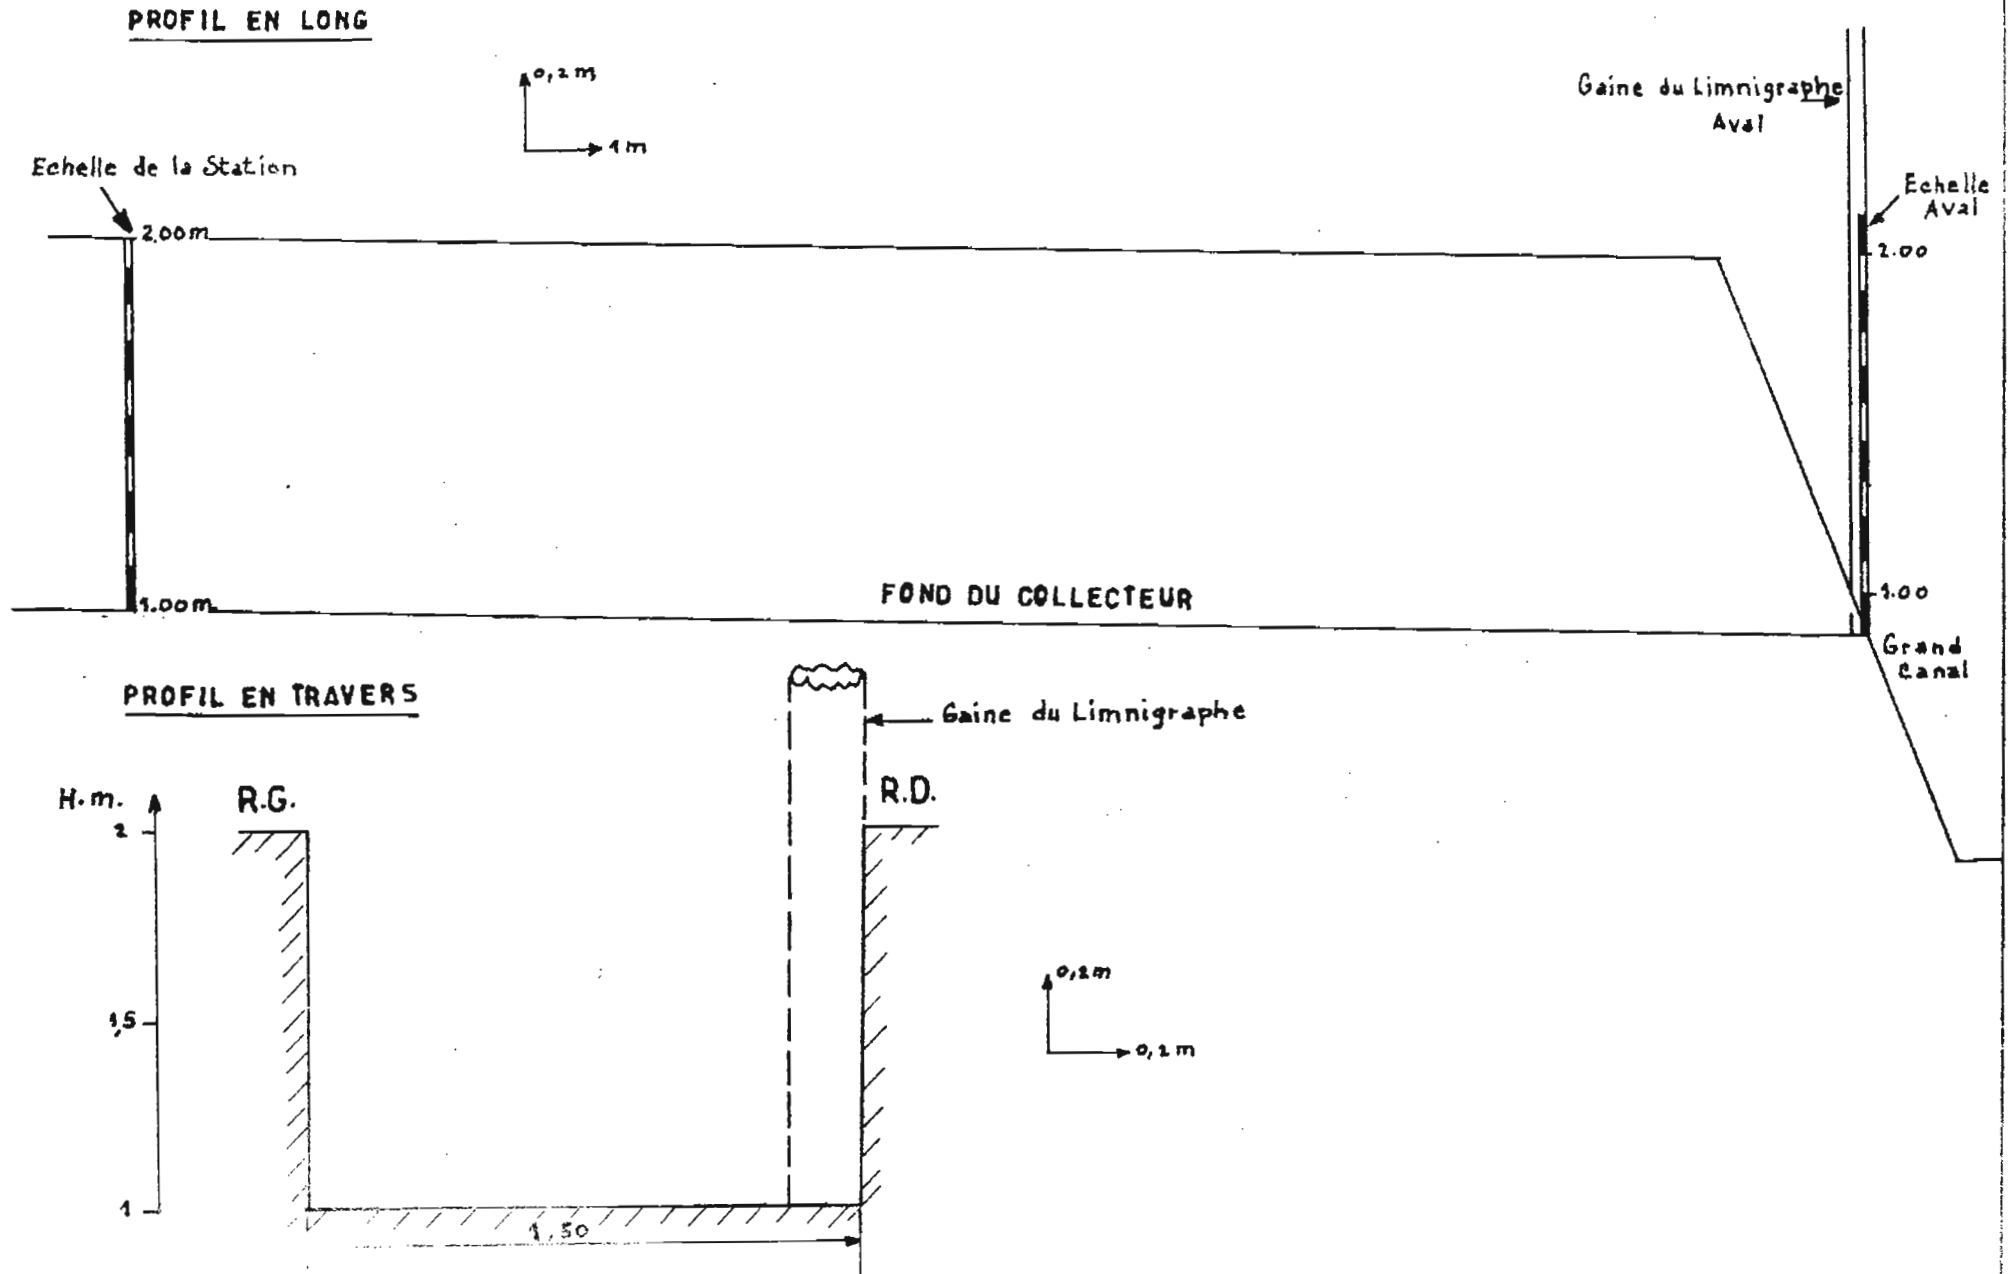 PROFIL EN LONG
0,2m
1m
Gaine du Limnigraphe
Aval
Echelle de la Station
Echelle
Aval
2.00m
2.00
1.00m
FOND DU COLLECTEUR
1.00
Grand
Canal
PROFIL EN TRAVERS
Gaine du Limnigraphe
H.m.
R.G.
R.D.
2
0,2m
1,5
0,2m
1
1,50